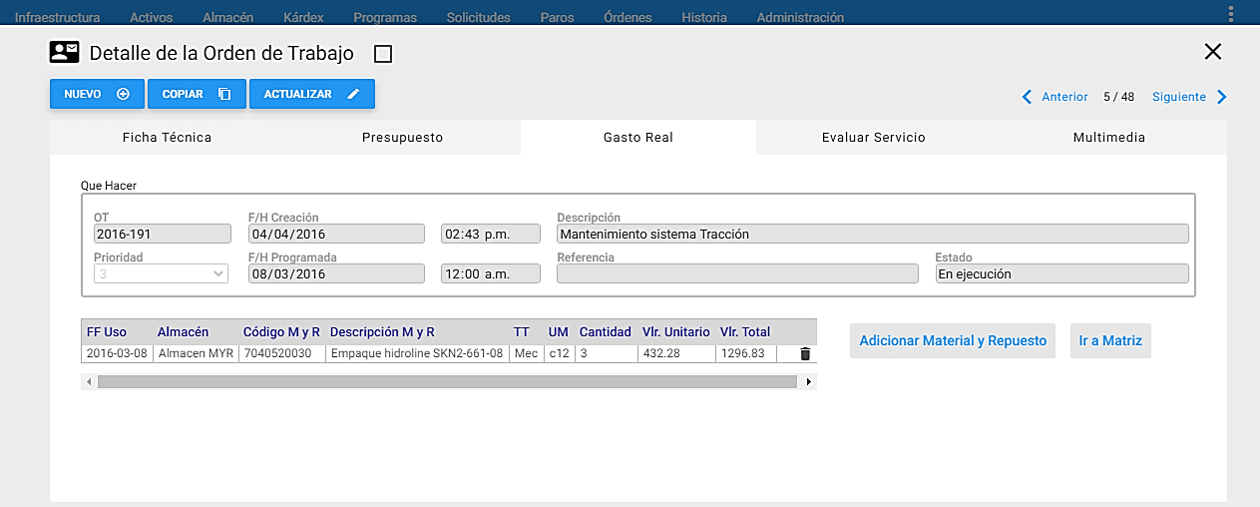 Infraestructura Activos Almacén Kárdex Programas Solicitudes Paros Órdenes Historia Administración
Detalle de la Orden de Trabajo
NUEVO COPIAR ACTUALIZAR
Anterior 5 / 48 Siguiente
Ficha Técnica Presupuesto Gasto Real Evaluar Servicio Multimedia
Que Hacer
OT F/H Creación Descripción
2016-191 04/04/2016 02:43 p.m. Mantenimiento sistema Tracción
Prioridad F/H Programada Referencia Estado
3 08/03/2016 12:00 a.m. En ejecución
FF Uso Almacén Código M y R Descripción M y R TT UM Cantidad Vlr. Unitario Vlr. Total
2016-03-08 Almacen MYR 7040520030 Empaque hidroline SKN2-661-08 Mec c12 3 432.28 1296.83
Adicionar Material y Repuesto Ir a Matriz